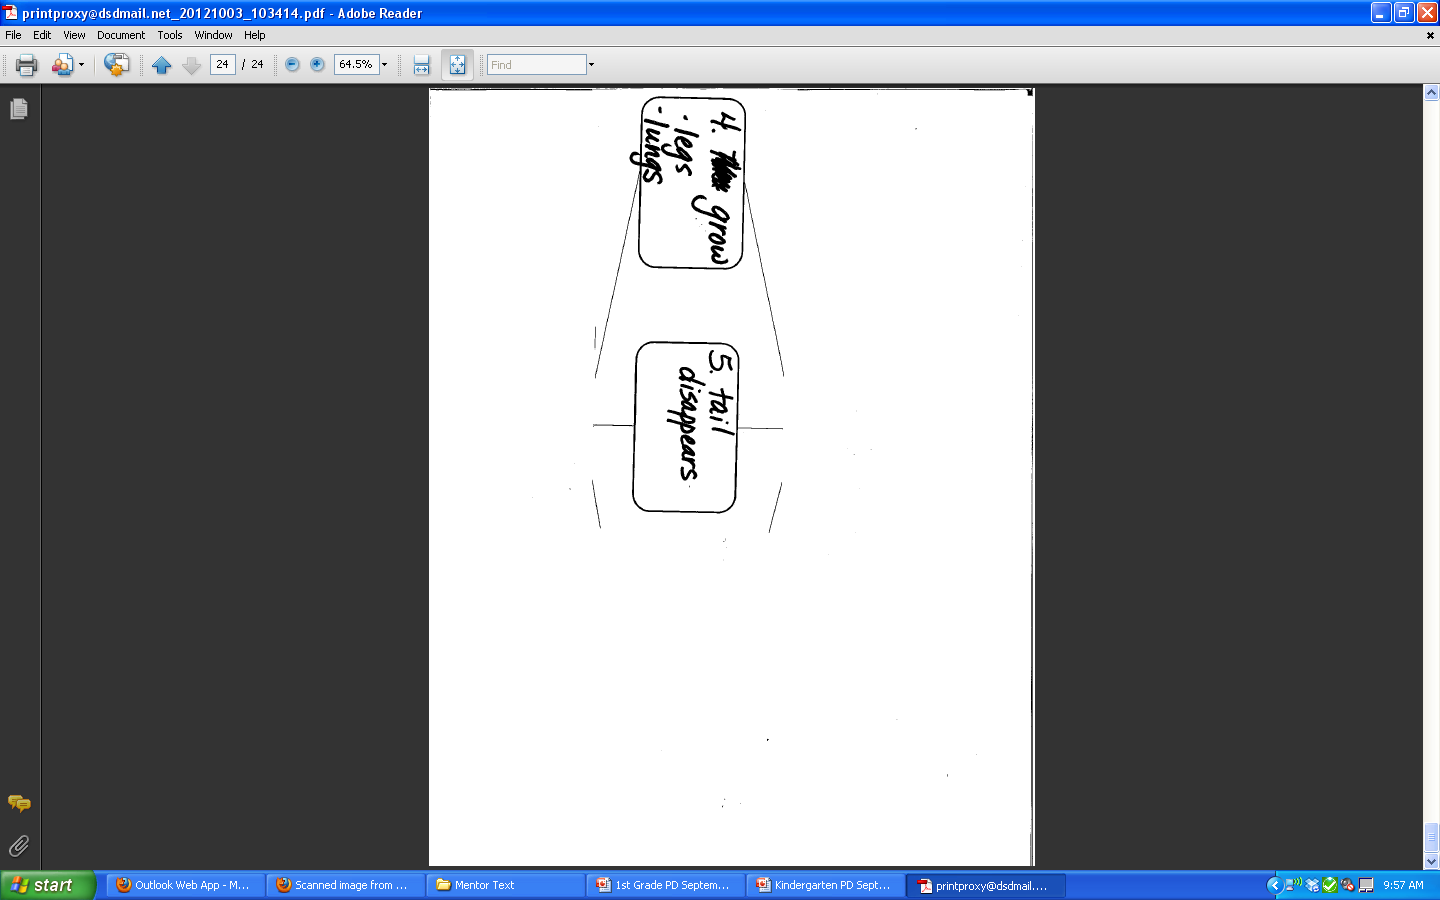 printproxy@dsdmail.net_20121003_103414.pdf - Adobe Reader
File Edit View Document Tools Window Help
24 / 24 64.5% Find
4. grow
· legs
· lungs
5. tail
disappears
start Outlook Web App - M... Scanned image from ... Mentor Text 1st Grade PD Septem... Kindergarten PD Sept... printproxy@dsdmail.... 9:57 AM